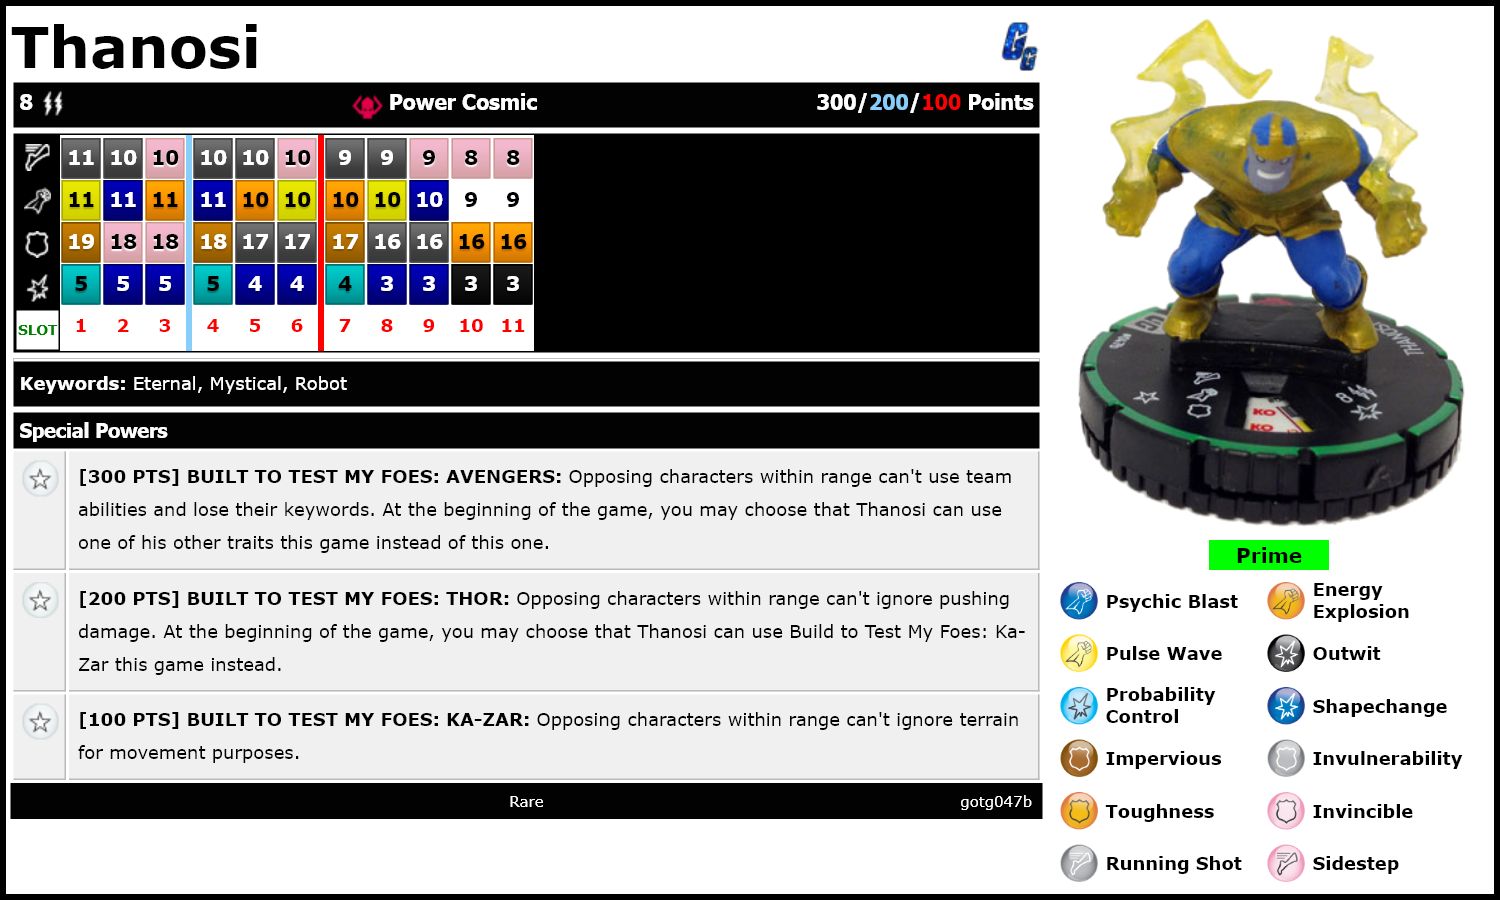 Thanosi
GG
8 Power Cosmic 300/200/100 Points
11 10 10 10 10 10 9 9 9 8 8
11 11 11 11 10 10 10 10 10 9 9
19 18 18 18 17 17 17 16 16 16 16
5 5 5 5 4 4 4 3 3 3 3
SLOT 1 2 3 4 5 6 7 8 9 10 11
Keywords: Eternal, Mystical, Robot
Special Powers
[300 PTS] BUILT TO TEST MY FOES: AVENGERS: Opposing characters within range can't use team
abilities and lose their keywords. At the beginning of the game, you may choose that Thanosi can use
one of his other traits this game instead of this one.
[200 PTS] BUILT TO TEST MY FOES: THOR: Opposing characters within range can't ignore pushing
damage. At the beginning of the game, you may choose that Thanosi can use Build to Test My Foes: Ka-
Zar this game instead.
[100 PTS] BUILT TO TEST MY FOES: KA-ZAR: Opposing characters within range can't ignore terrain
for movement purposes.
Rare gotg047b
THANOSI
8
KO
KO
Prime
Psychic Blast
Energy
Explosion
Pulse Wave
Outwit
Probability
Control
Shapechange
Impervious
Invulnerability
Toughness
Invincible
Running Shot
Sidestep